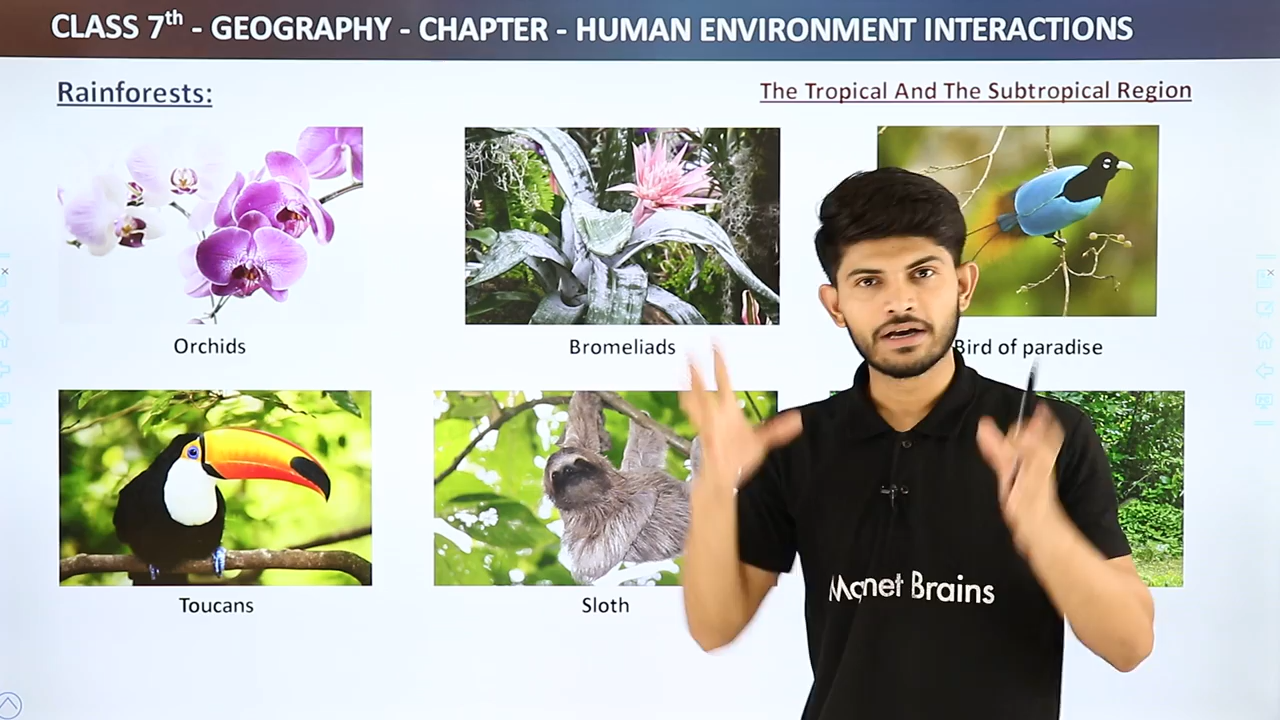 CLASS 7th - GEOGRAPHY - CHAPTER - HUMAN ENVIRONMENT INTERACTIONS
Rainforests:
The Tropical And The Subtropical Region
Orchids
Bromeliads
Bird of paradise
Toucans
Sloth
Magnet Brains